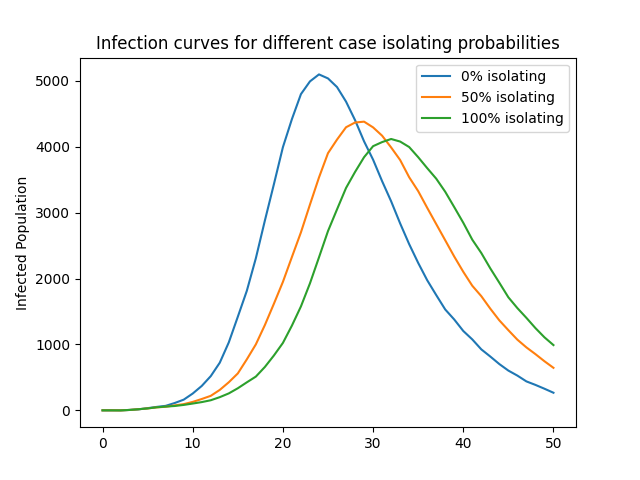 Infection curves for different case isolating probabilities
0% isolating
50% isolating
100% isolating
Infected Population
5000
4000
3000
2000
1000
0
0 10 20 30 40 50